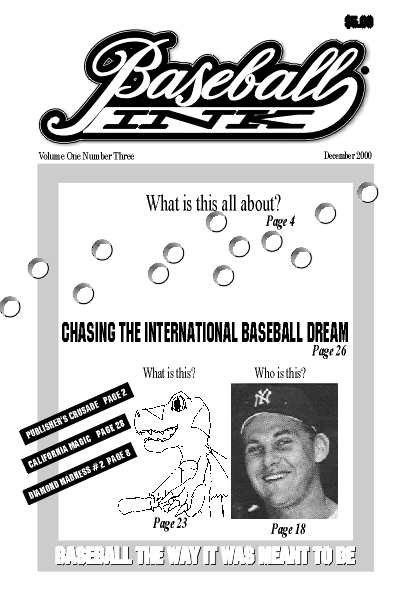 $5.00
Baseball
INK
Volume One Number Three
December 2000
What is this all about?
Page 4
CHASING THE INTERNATIONAL BASEBALL DREAM
Page 26
What is this?
Who is this?
PUBLISHER'S CRUSADE PAGE 2
CALIFORNIA MAGIC PAGE 28
DIAMOND MADNESS # 2 PAGE 8
NY
Page 23
Page 18
BASEBALL THE WAY IT WAS MEANT TO BE